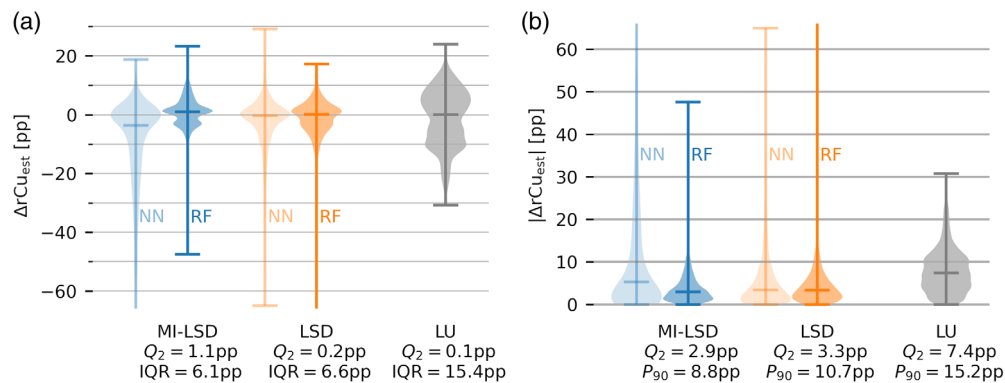 (a)
ΔrCu_est [pp]
20
0
−20
−40
−60
NN
RF
NN
RF
MI-LSD
Q₂ = 1.1pp
IQR = 6.1pp
LSD
Q₂ = 0.2pp
IQR = 6.6pp
LU
Q₂ = 0.1pp
IQR = 15.4pp
(b)
|ΔrCu_est| [pp]
60
50
40
30
20
10
0
NN
RF
NN
RF
MI-LSD
Q₂ = 2.9pp
P₉₀ = 8.8pp
LSD
Q₂ = 3.3pp
P₉₀ = 10.7pp
LU
Q₂ = 7.4pp
P₉₀ = 15.2pp